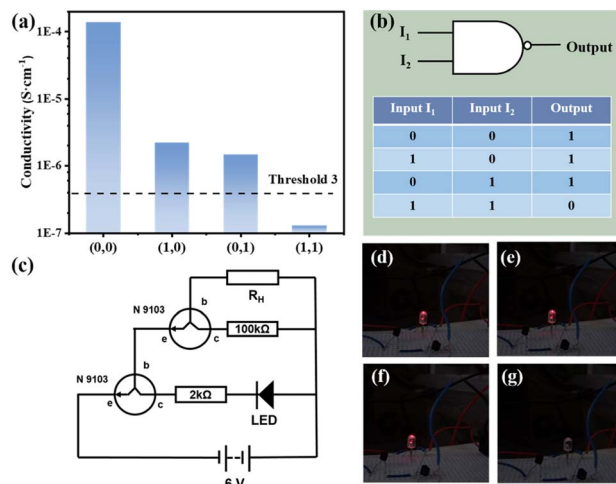 (a)
Conductivity (S·cm⁻¹)
1E-4
1E-5
1E-6
1E-7
Threshold 3
(0,0) (1,0) (0,1) (1,1)
(b)
I₁
I₂
Output
Input I₁ Input I₂ Output
0 0 1
1 0 1
0 1 1
1 1 0
(c)
b
R_H
N 9103
e
c
100kΩ
b
N 9103
e
c
2kΩ
LED
6 V
(d)
(e)
(f)
(g)